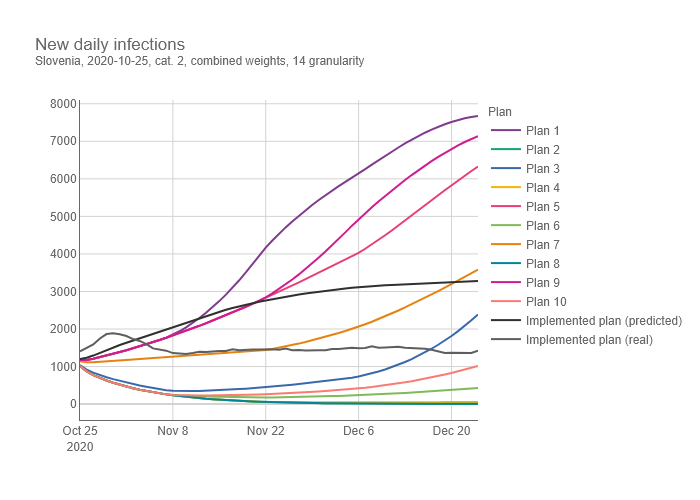 New daily infections
Slovenia, 2020-10-25, cat. 2, combined weights, 14 granularity
8000
7000
6000
5000
4000
3000
2000
1000
0
Oct 25
2020
Nov 8
Nov 22
Dec 6
Dec 20
Plan
Plan 1
Plan 2
Plan 3
Plan 4
Plan 5
Plan 6
Plan 7
Plan 8
Plan 9
Plan 10
Implemented plan (predicted)
Implemented plan (real)